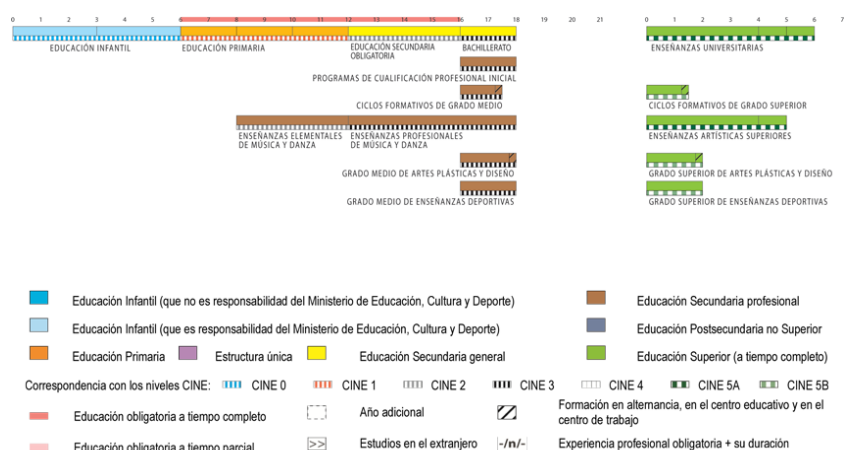 0 1 2 3 4 5 6 7 8 9 10 11 12 13 14 15 16 17 18 19 20 21 0 1 2 3 4 5 6 7
EDUCACIÓN INFANTIL EDUCACIÓN PRIMARIA EDUCACIÓN SECUNDARIA OBLIGATORIA BACHILLERATO ENSEÑANZAS UNIVERSITARIAS
PROGRAMAS DE CUALIFICACIÓN PROFESIONAL INICIAL
CICLOS FORMATIVOS DE GRADO MEDIO CICLOS FORMATIVOS DE GRADO SUPERIOR
ENSEÑANZAS ELEMENTALES DE MÚSICA Y DANZA ENSEÑANZAS PROFESIONALES DE MÚSICA Y DANZA ENSEÑANZAS ARTÍSTICAS SUPERIORES
GRADO MEDIO DE ARTES PLÁSTICAS Y DISEÑO GRADO SUPERIOR DE ARTES PLÁSTICAS Y DISEÑO
GRADO MEDIO DE ENSEÑANZAS DEPORTIVAS GRADO SUPERIOR DE ENSEÑANZAS DEPORTIVAS
Educación Infantil (que no es responsabilidad del Ministerio de Educación, Cultura y Deporte) Educación Secundaria profesional
Educación Infantil (que es responsabilidad del Ministerio de Educación, Cultura y Deporte) Educación Postsecundaria no Superior
Educación Primaria Estructura única Educación Secundaria general Educación Superior (a tiempo completo)
Correspondencia con los niveles CINE: CINE 0 CINE 1 CINE 2 CINE 3 CINE 4 CINE 5A CINE 5B
Educación obligatoria a tiempo completo Año adicional Formación en alternancia, en el centro educativo y en el centro de trabajo
Educación obligatoria a tiempo parcial >> Estudios en el extranjero -/n/- Experiencia profesional obligatoria + su duración